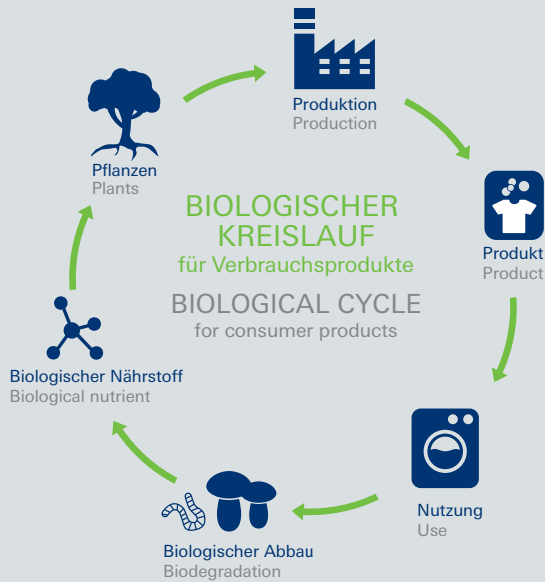 Produktion
Production
Pflanzen
Plants
BIOLOGISCHER
KREISLAUF
für Verbrauchsprodukte
BIOLOGICAL CYCLE
for consumer products
Produkt
Product
Biologischer Nährstoff
Biological nutrient
Nutzung
Use
Biologischer Abbau
Biodegradation